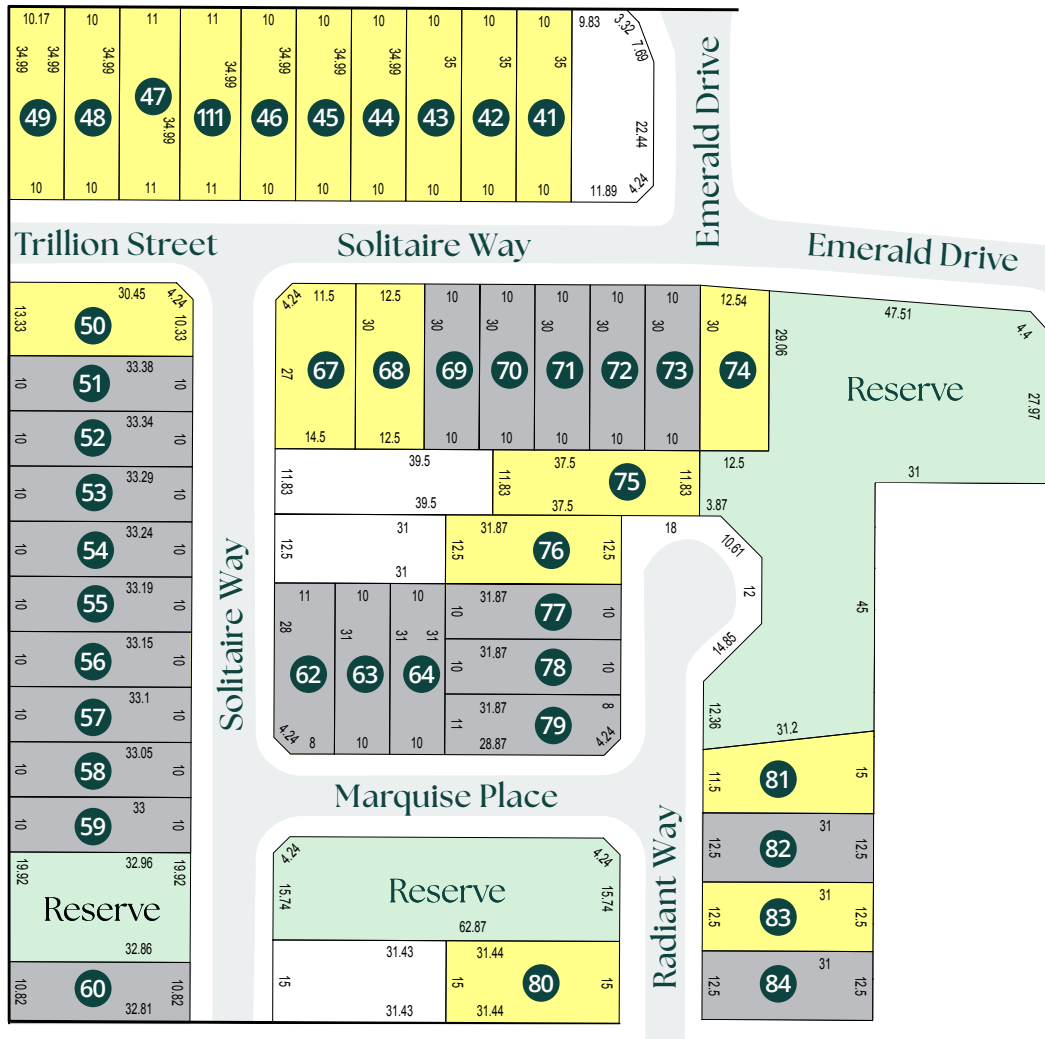 10.17 10 11 11 10 10 10 10 10 10 9.83 3.32
34.99 34.99 34.99 34.99 34.99 34.99 34.99 34.99 35 35 35 7.69
49 48 47 111 46 45 44 43 42 41
22.44
10 10 11 11 10 10 10 10 10 10 11.89 4.24
Emerald Drive
Trillion Street
Solitaire Way
Emerald Drive
30.45 4.24
13.33 50 10.33
33.38
10 51 10
33.34
10 52 10
33.29
10 53 10
33.24
10 54 10
33.19
10 55 10
33.15
10 56 10
33.1
10 57 10
33.05
10 58 10
33
10 59 10
32.96
19.92 19.92
Reserve
32.86
10.82 60 10.82
32.81
Solitaire Way
4.24 11.5 12.5 10 10 10 10 10 12.54
30 30 30 30 30 30 30 29.06
27 67 68 69 70 71 72 73 74
14.5 12.5 10 10 10 10 10
47.51
4.4
Reserve
27.97
31
12.5
3.87
39.5
11.83
39.5
37.5
11.83 75 11.83
37.5
31
12.5
31
31.87
12.5 76 12.5
18
10.61
12
14.85
45
12.36
31.2
11 10 10
28 31 31 31
62 63 64
4.24 8 10 10
31.87
10 77 10
31.87
10 78 10
31.87
11 79 8
28.87 4.24
Marquise Place
4.24 4.24
15.74 Reserve 15.74
62.87
31.43
15
31.43
31.44
15 80 15
31.44
Radiant Way
11.5 81 15
31
12.5 82 12.5
31
12.5 83 12.5
31
12.5 84 12.5